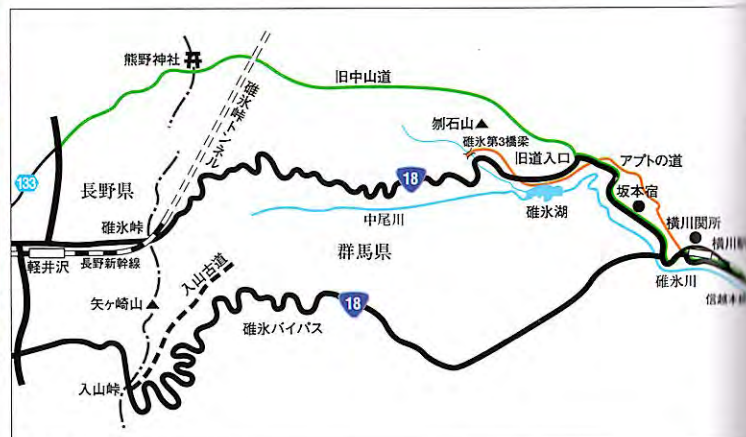 熊野神社
旧中山道
碓氷峠トンネル
刎石山
碓氷第3橋梁
旧道入口
アプトの道
133
長野県
18
坂本宿
碓氷湖
横川関所
碓氷峠
中尾川
横川駅
群馬県
軽井沢
長野新幹線
碓氷川
入山古道
信越本線
矢ヶ崎山
18
碓氷バイパス
入山峠